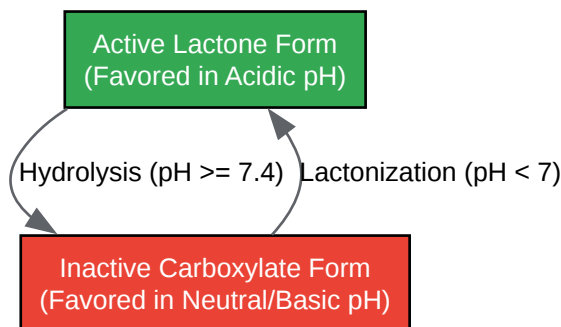 Active Lactone Form
(Favored in Acidic pH)
Hydrolysis (pH >= 7.4)
Lactonization (pH < 7)
Inactive Carboxylate Form
(Favored in Neutral/Basic pH)